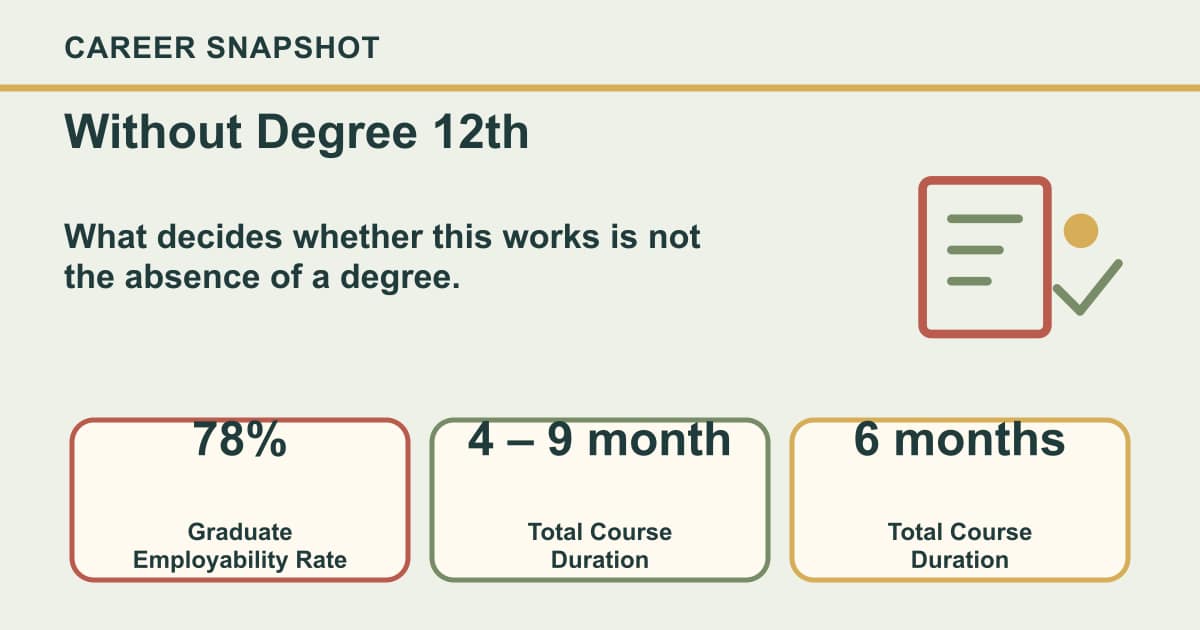 CAREER SNAPSHOT
Without Degree 12th
What decides whether this works is not
the absence of a degree.
78%
Graduate
Employability Rate
4 – 9 month
Total Course
Duration
6 months
Total Course
Duration